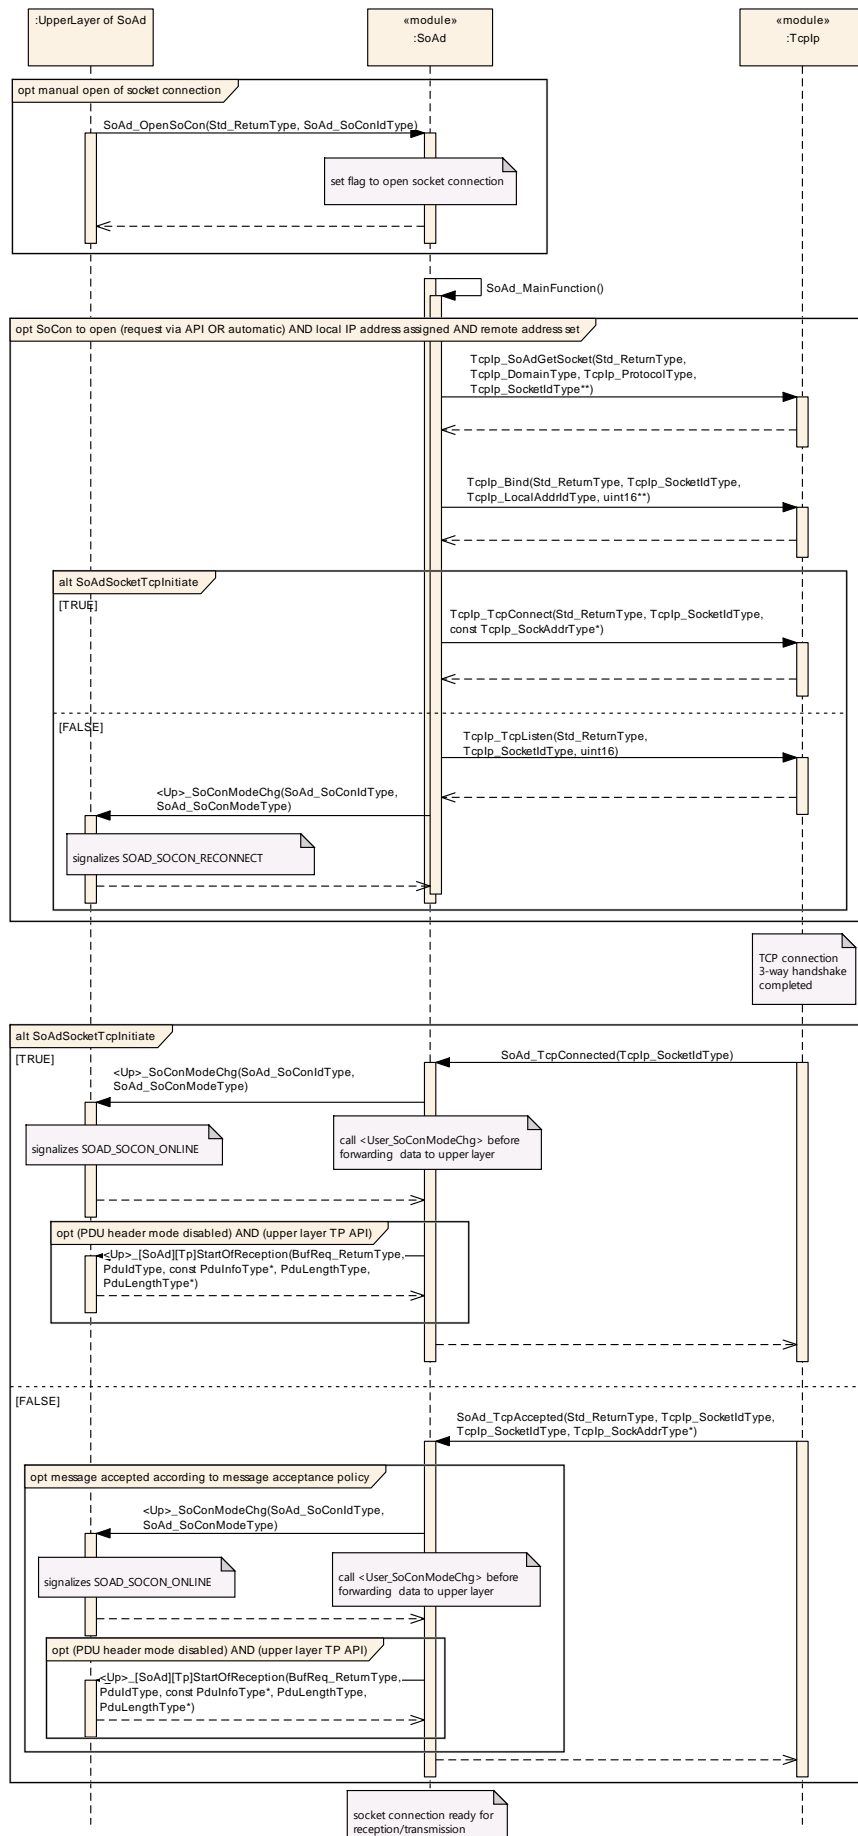 :UpperLayer of SoAd
«module»
:SoAd
«module»
:TcpIp
opt manual open of socket connection
SoAd_OpenSoCon(Std_ReturnType, SoAd_SoConIdType)
set flag to open socket connection
SoAd_MainFunction()
opt SoCon to open (request via API OR automatic) AND local IP address assigned AND remote address set
TcpIp_SoAdGetSocket(Std_ReturnType,
TcpIp_DomainType, TcpIp_ProtocolType,
TcpIp_SocketIdType**)
TcpIp_Bind(Std_ReturnType, TcpIp_SocketIdType,
TcpIp_LocalAddrIdType, uint16**)
alt SoAdSocketTcpInitiate
[TRUE]
TcpIp_TcpConnect(Std_ReturnType, TcpIp_SocketIdType,
const TcpIp_SockAddrType*)
[FALSE]
TcpIp_TcpListen(Std_ReturnType,
TcpIp_SocketIdType, uint16)
<Up>_SoConModeChg(SoAd_SoConIdType,
SoAd_SoConModeType)
signalizes SOAD_SOCON_RECONNECT
TCP connection
3-way handshake
completed
alt SoAdSocketTcpInitiate
[TRUE]
SoAd_TcpConnected(TcpIp_SocketIdType)
<Up>_SoConModeChg(SoAd_SoConIdType,
SoAd_SoConModeType)
signalizes SOAD_SOCON_ONLINE
call <User_SoConModeChg> before
forwarding  data to upper layer
opt (PDU header mode disabled) AND (upper layer TP API)
<Up>_[SoAd][Tp]StartOfReception(BufReq_ReturnType,
PduIdType, const PduInfoType*, PduLengthType,
PduLengthType*)
[FALSE]
SoAd_TcpAccepted(Std_ReturnType, TcpIp_SocketIdType,
TcpIp_SocketIdType, TcpIp_SockAddrType*)
opt message accepted according to message acceptance policy
<Up>_SoConModeChg(SoAd_SoConIdType,
SoAd_SoConModeType)
signalizes SOAD_SOCON_ONLINE
call <User_SoConModeChg> before
forwarding  data to upper layer
opt (PDU header mode disabled) AND (upper layer TP API)
<Up>_[SoAd][Tp]StartOfReception(BufReq_ReturnType,
PduIdType, const PduInfoType*, PduLengthType,
PduLengthType*)
socket connection ready for
reception/transmission